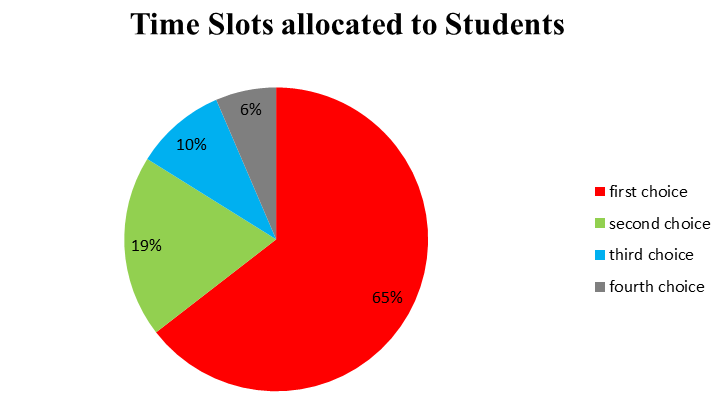 Time Slots allocated to Students
6%
10%
19%
65%
first choice
second choice
third choice
fourth choice